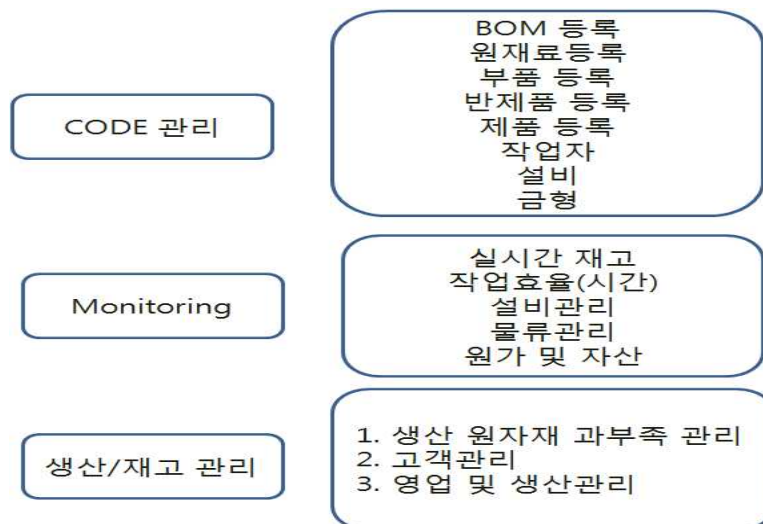 CODE 관리
BOM 등록
원재료등록
부품 등록
반제품 등록
제품 등록
작업자
설비
금형
Monitoring
실시간 재고
작업효율(시간)
설비관리
물류관리
원가 및 자산
생산/재고 관리
1. 생산 원자재 과부족 관리
2. 고객관리
3. 영업 및 생산관리